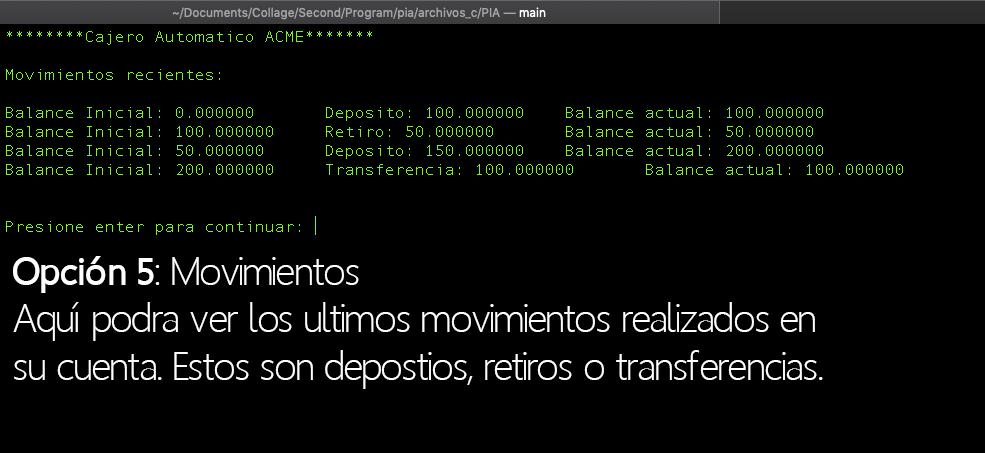 ~/Documents/Collage/Second/Program/pia/archivos_c/PIA — main
********Cajero Automatico ACME*******
Movimientos recientes:
Balance Inicial: 0.000000 Deposito: 100.000000 Balance actual: 100.000000
Balance Inicial: 100.000000 Retiro: 50.000000 Balance actual: 50.000000
Balance Inicial: 50.000000 Deposito: 150.000000 Balance actual: 200.000000
Balance Inicial: 200.000000 Transferencia: 100.000000 Balance actual: 100.000000
Presione enter para continuar:
Opción 5: Movimientos
Aquí podra ver los ultimos movimientos realizados en
su cuenta. Estos son depostios, retiros o transferencias.